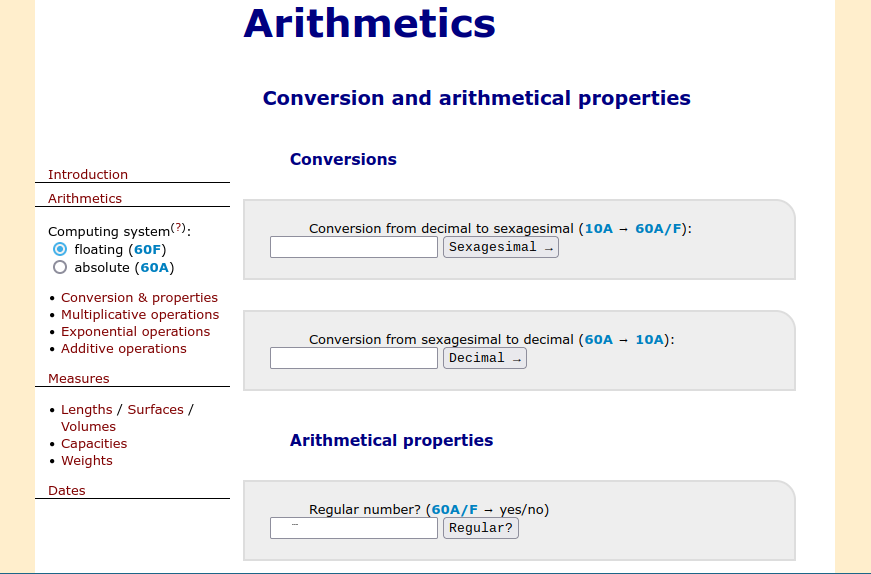 Arithmetics
Conversion and arithmetical properties
Introduction
Arithmetics
Computing system(?):
floating (60F)
absolute (60A)
• Conversion & properties
• Multiplicative operations
• Exponential operations
• Additive operations
Measures
• Lengths / Surfaces /
Volumes
• Capacities
• Weights
Dates
Conversions
Conversion from decimal to sexagesimal (10A → 60A/F):
Sexagesimal →
Conversion from sexagesimal to decimal (60A → 10A):
Decimal →
Arithmetical properties
Regular number? (60A/F → yes/no)
Regular?